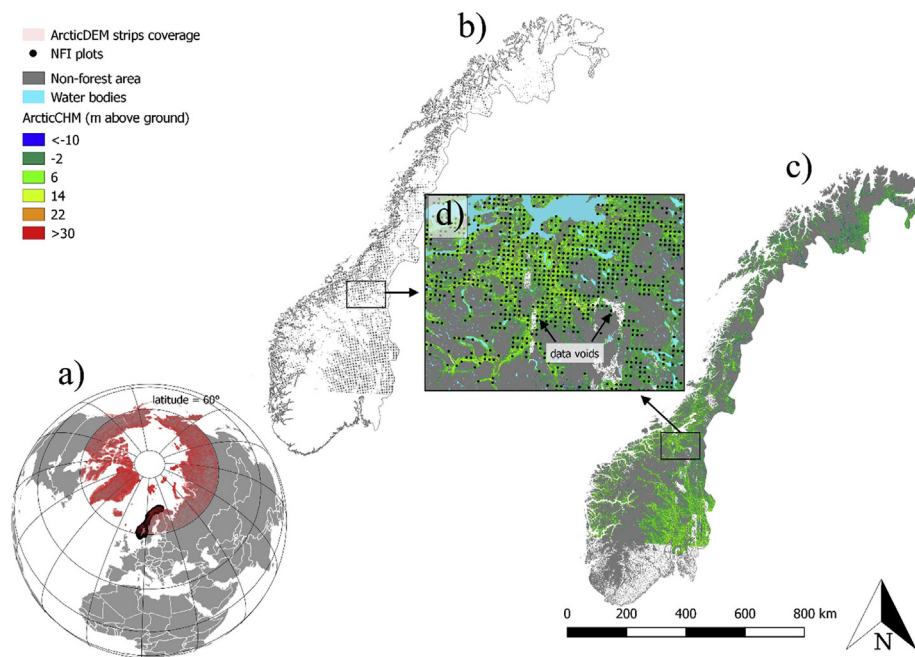 ArcticDEM strips coverage
NFI plots
Non-forest area
Water bodies
ArcticCHM (m above ground)
<-10
-2
6
14
22
>30
b)
c)
d)
data voids
a)
latitude = 60°
0 200 400 600 800 km
N